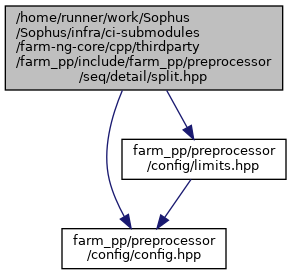 /home/runner/work/Sophus
/Sophus/infra/ci-submodules
/farm-ng-core/cpp/thirdparty
/farm_pp/include/farm_pp/preprocessor
/seq/detail/split.hpp
farm_pp/preprocessor
/config/limits.hpp
farm_pp/preprocessor
/config/config.hpp